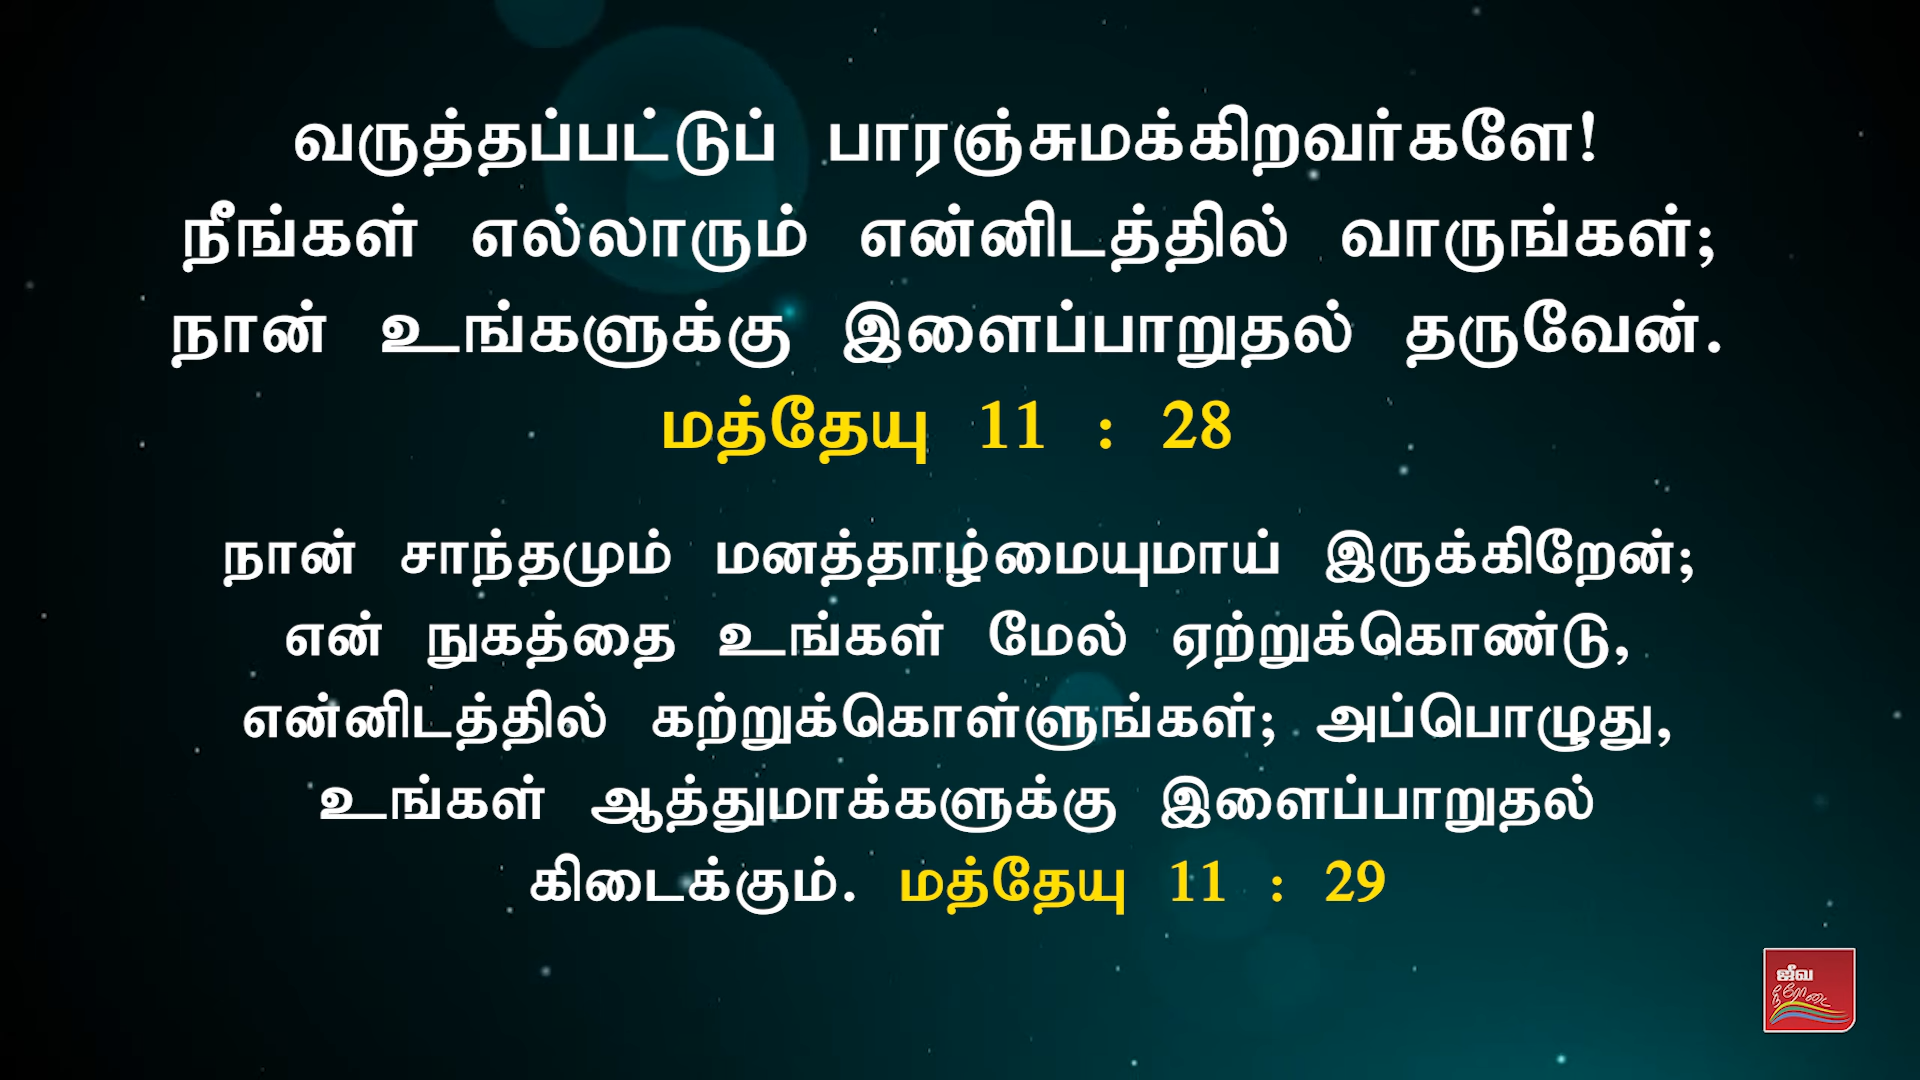 வருத்தப்பட்டுப் பாரஞ்சுமக்கிறவர்களே!
நீங்கள் எல்லாரும் என்னிடத்தில் வாருங்கள்;
நான் உங்களுக்கு இளைப்பாறுதல் தருவேன்.
மத்தேயு 11 : 28
நான் சாந்தமும் மனத்தாழ்மையுமாய் இருக்கிறேன்;
என் நுகத்தை உங்கள் மேல் ஏற்றுக்கொண்டு,
என்னிடத்தில் கற்றுக்கொள்ளுங்கள்; அப்பொழுது,
உங்கள் ஆத்துமாக்களுக்கு இளைப்பாறுதல்
கிடைக்கும். மத்தேயு 11 : 29
ஜீவ
நீரோடை